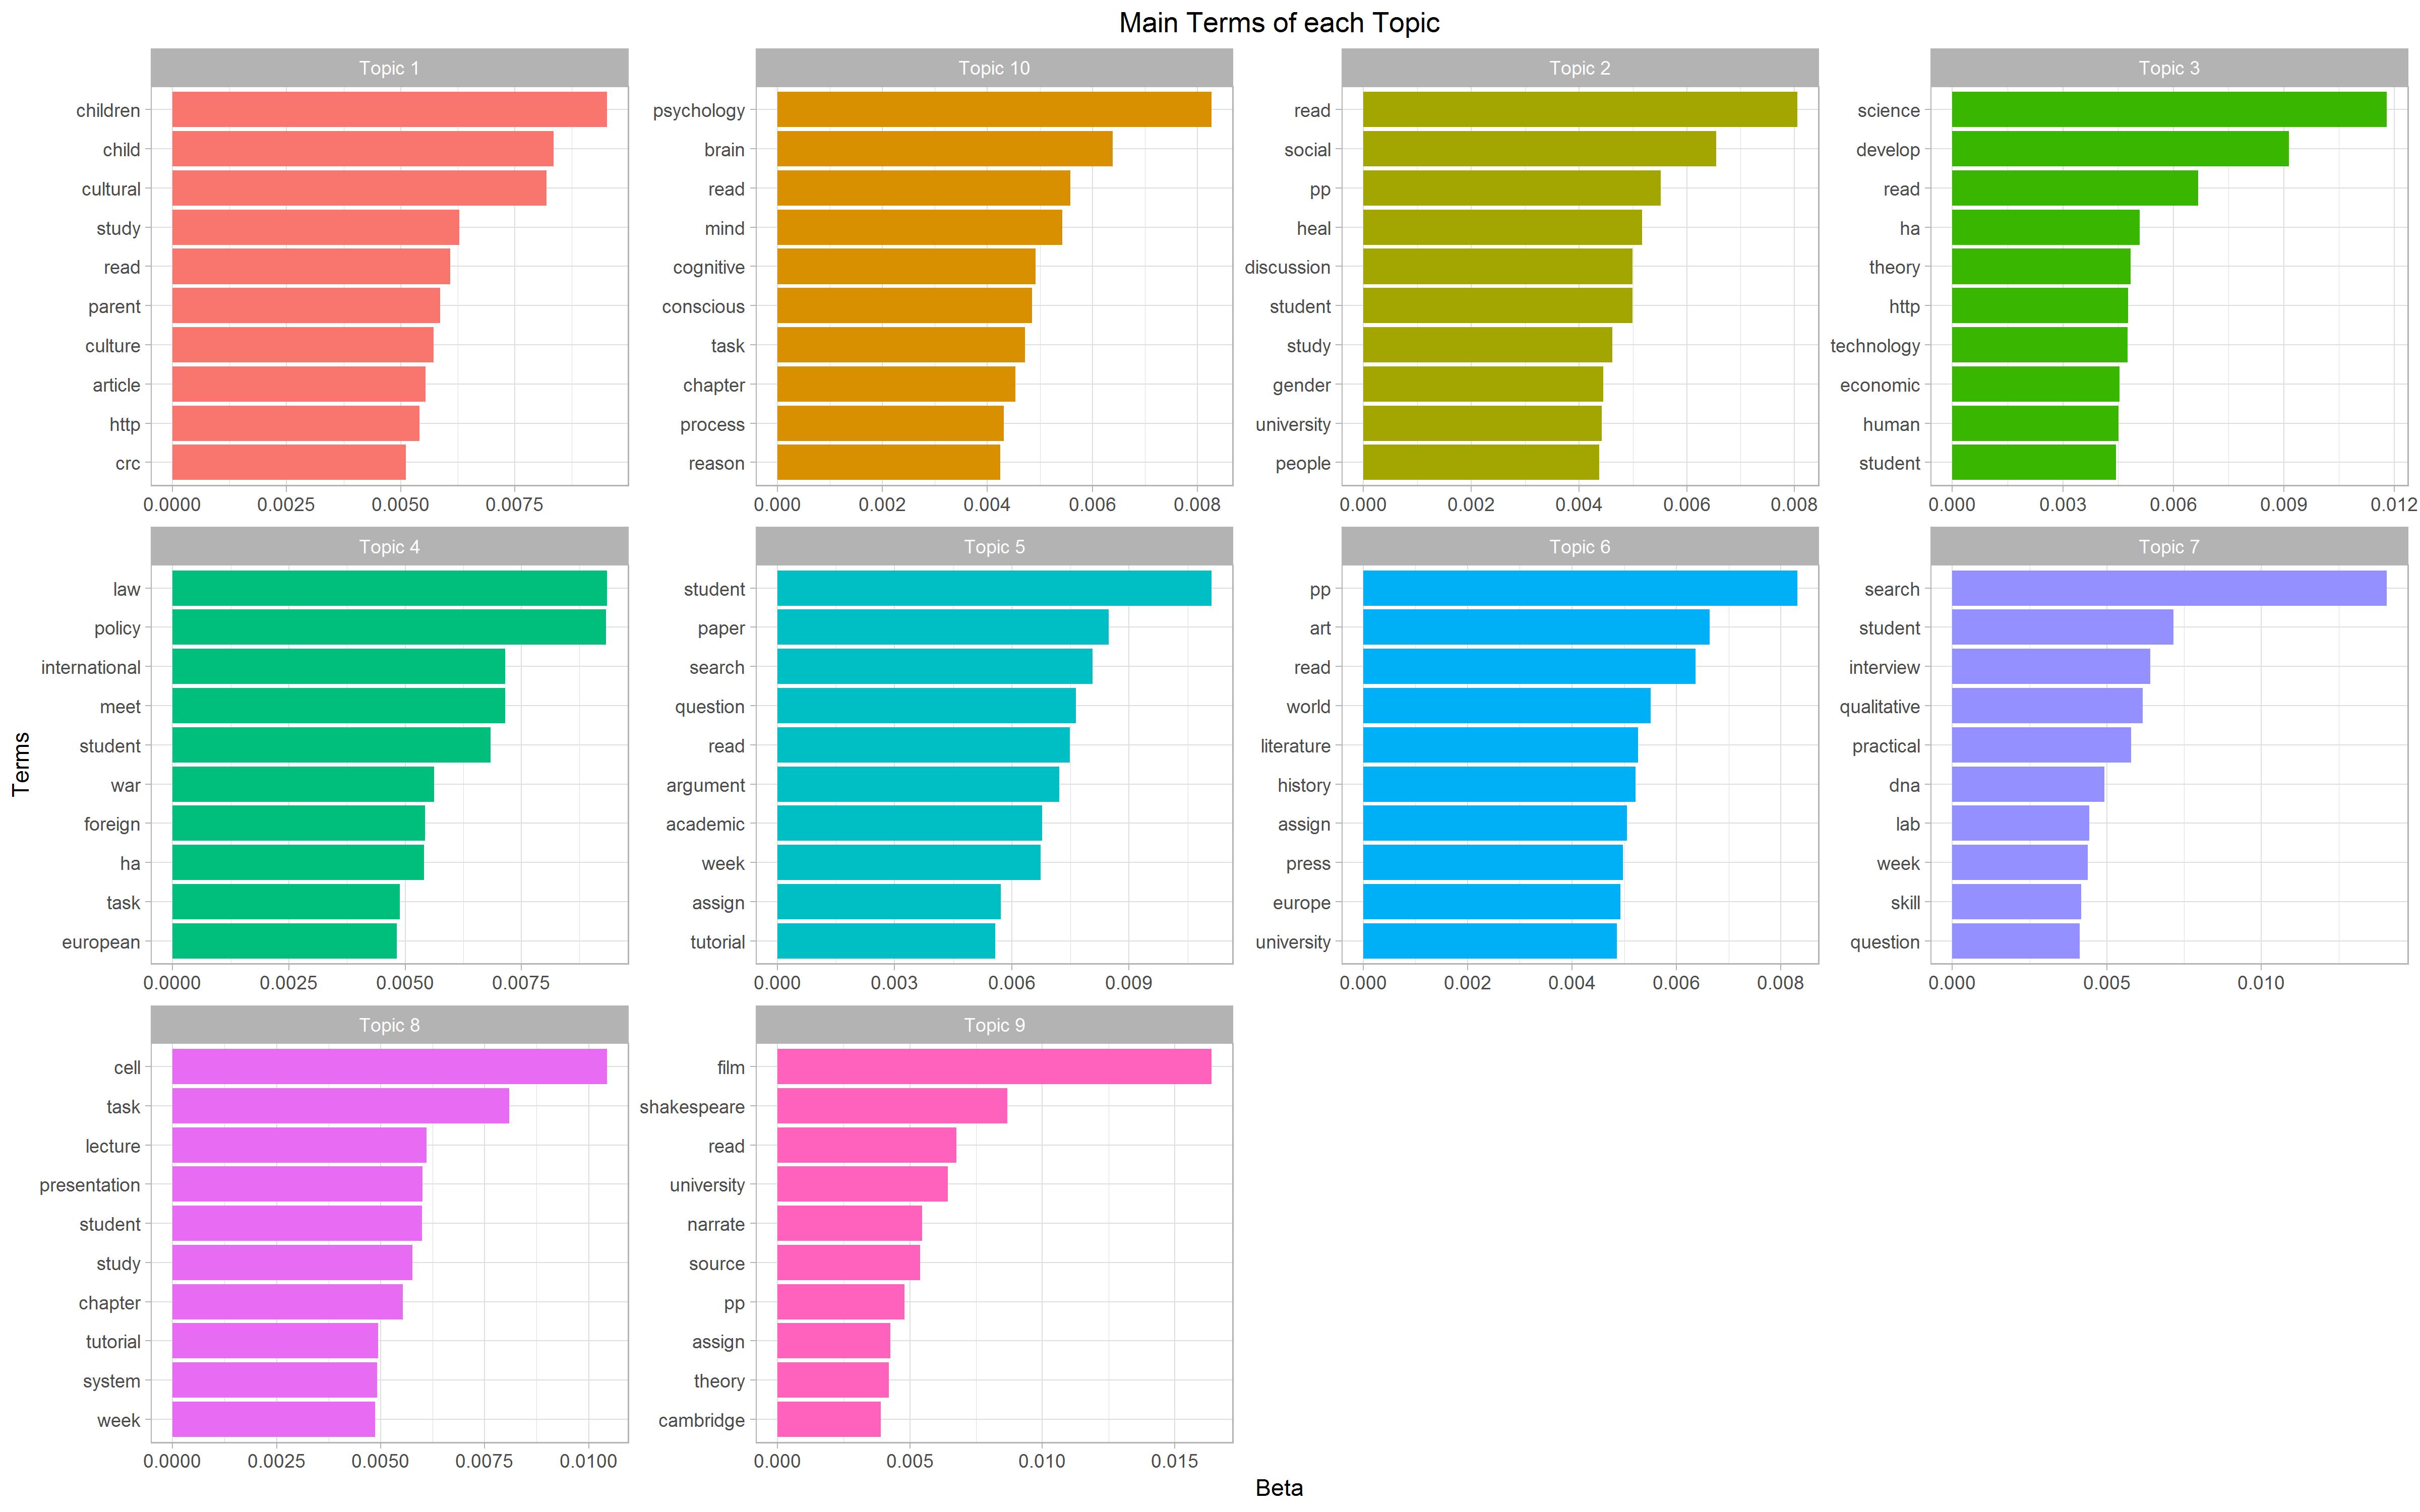 Main Terms of each Topic
Topic 1
children
child
cultural
study
read
parent
culture
article
http
crc
0.0000 0.0025 0.0050 0.0075
Topic 10
psychology
brain
read
mind
cognitive
conscious
task
chapter
process
reason
0.000 0.002 0.004 0.006 0.008
Topic 2
read
social
pp
heal
discussion
student
study
gender
university
people
0.000 0.002 0.004 0.006 0.008
Topic 3
science
develop
read
ha
theory
http
technology
economic
human
student
0.000 0.003 0.006 0.009 0.012
Terms
Topic 4
law
policy
international
meet
student
war
foreign
ha
task
european
0.0000 0.0025 0.0050 0.0075
Topic 5
student
paper
search
question
read
argument
academic
week
assign
tutorial
0.000 0.003 0.006 0.009
Topic 6
pp
art
read
world
literature
history
assign
press
europe
university
0.000 0.002 0.004 0.006 0.008
Topic 7
search
student
interview
qualitative
practical
dna
lab
week
skill
question
0.000 0.005 0.010
Topic 8
cell
task
lecture
presentation
student
study
chapter
tutorial
system
week
0.0000 0.0025 0.0050 0.0075 0.0100
Topic 9
film
shakespeare
read
university
narrate
source
pp
assign
theory
cambridge
0.000 0.005 0.010 0.015
Beta